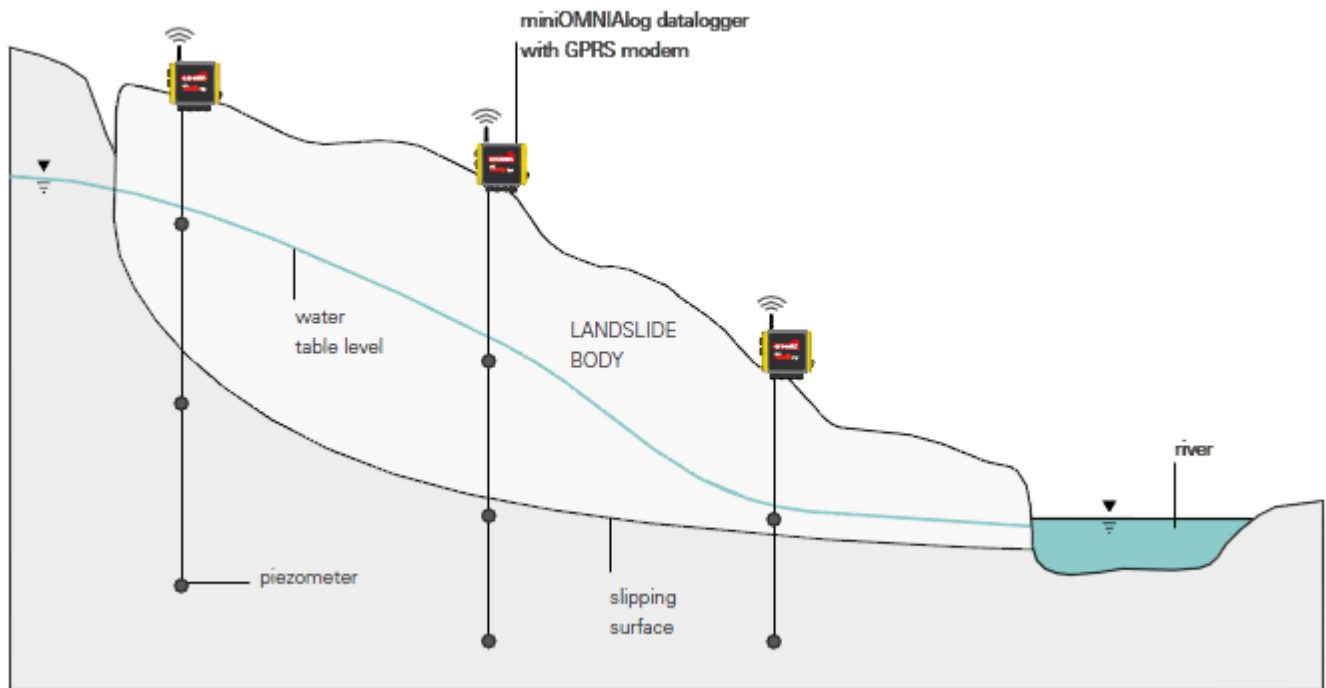 miniOMNIAlog datalogger
with GPRS modem
water
table level
LANDSLIDE
BODY
river
piezometer
slipping
surface